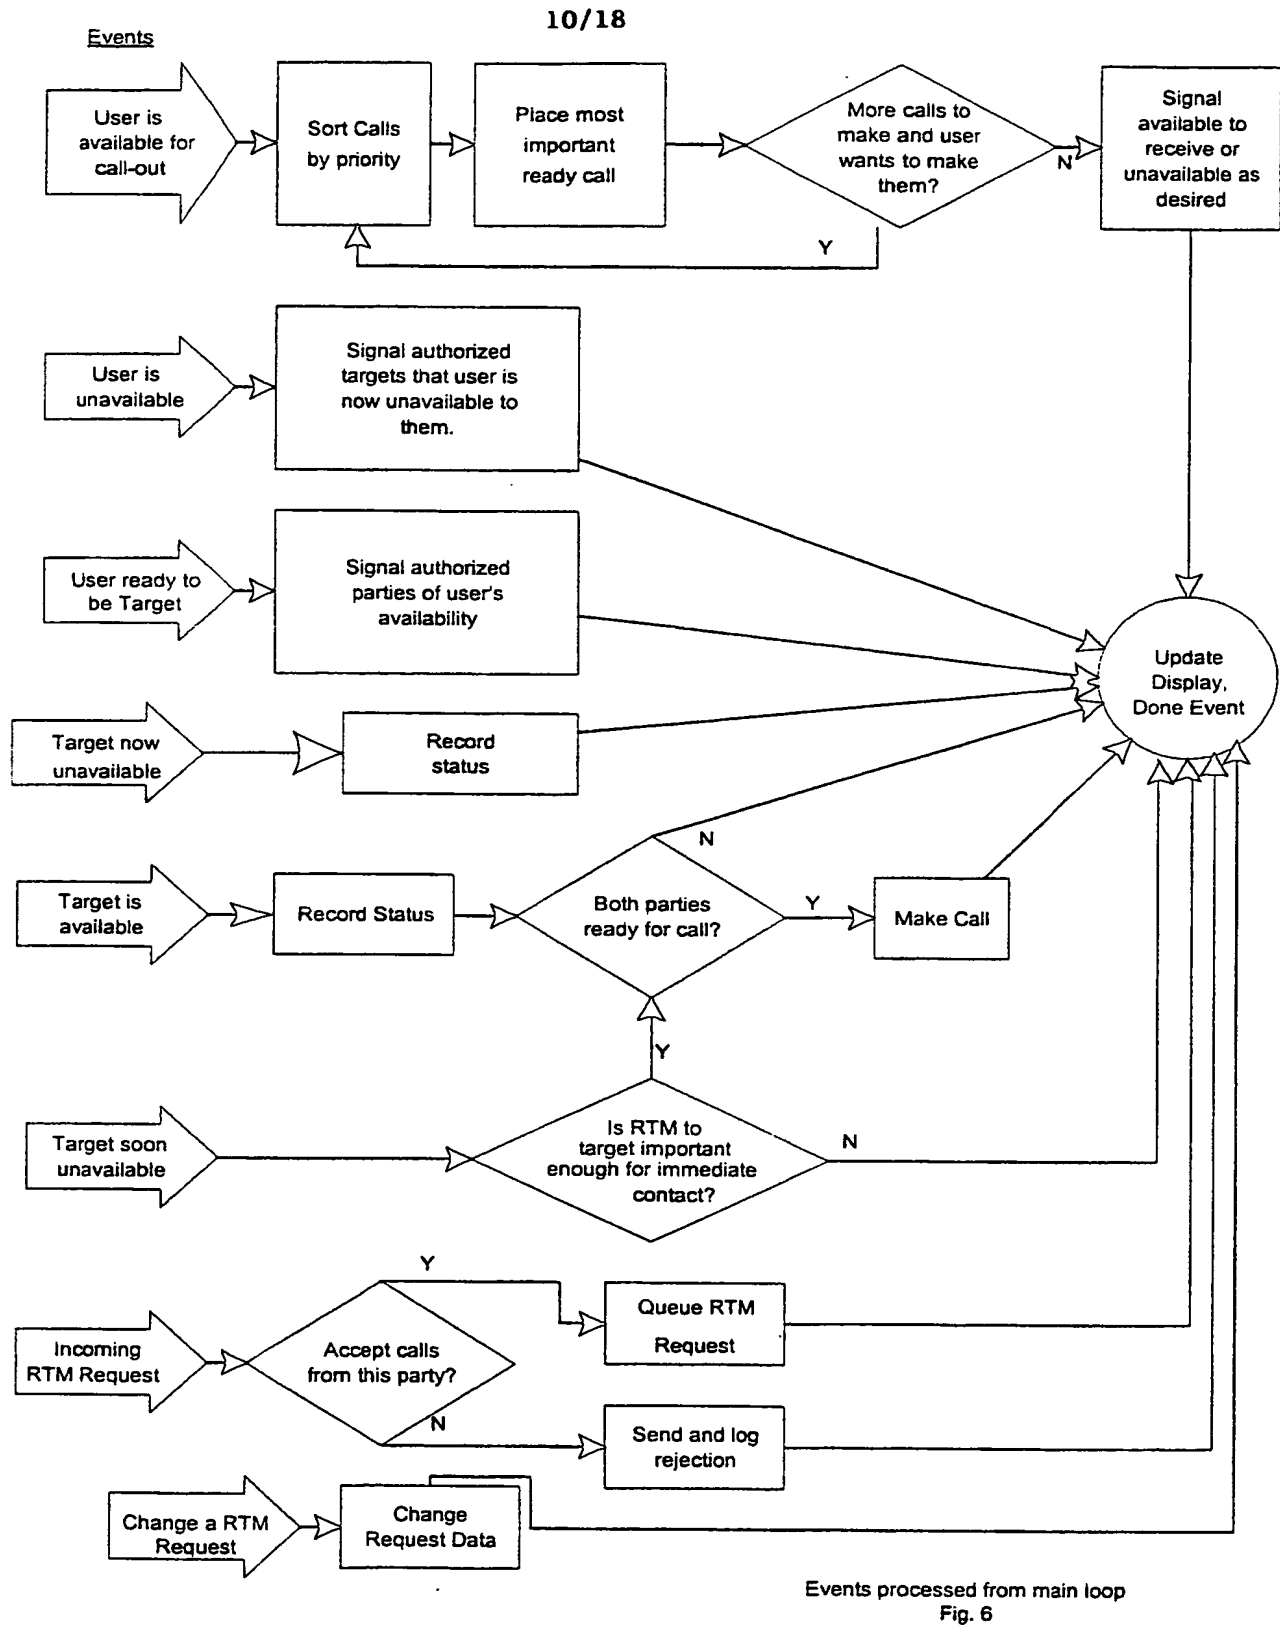 10/18
Events
User is
available for
call-out
Sort Calls
by priority
Place most
important
ready call
More calls to
make and user
wants to make
them?
N
Signal
available to
receive or
unavailable as
desired
Y
User is
unavailable
Signal authorized
targets that user is
now unavailable to
them.
User ready to
be Target
Signal authorized
parties of user's
availability
Update
Display,
Done Event
Target now
unavailable
Record
status
N
Target is
available
Record Status
Both parties
ready for call?
Y
Make Call
Y
Target soon
unavailable
Is RTM to
target important
enough for immediate
contact?
N
Incoming
RTM Request
Accept calls
from this party?
Y
Queue RTM
Request
N
Send and log
rejection
Change a RTM
Request
Change
Request Data
Events processed from main loop
Fig. 6